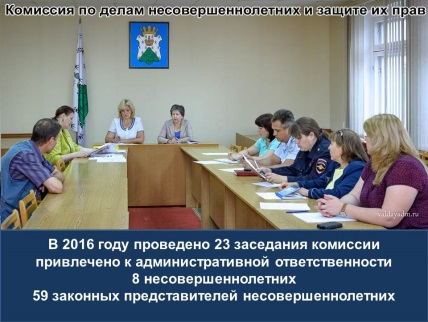 Комиссия по делам несовершеннолетних и защите их прав
valdayadm.ru
В 2016 году проведено 23 заседания комиссии
привлечено к административной ответственности
8 несовершеннолетних
59 законных представителей несовершеннолетних